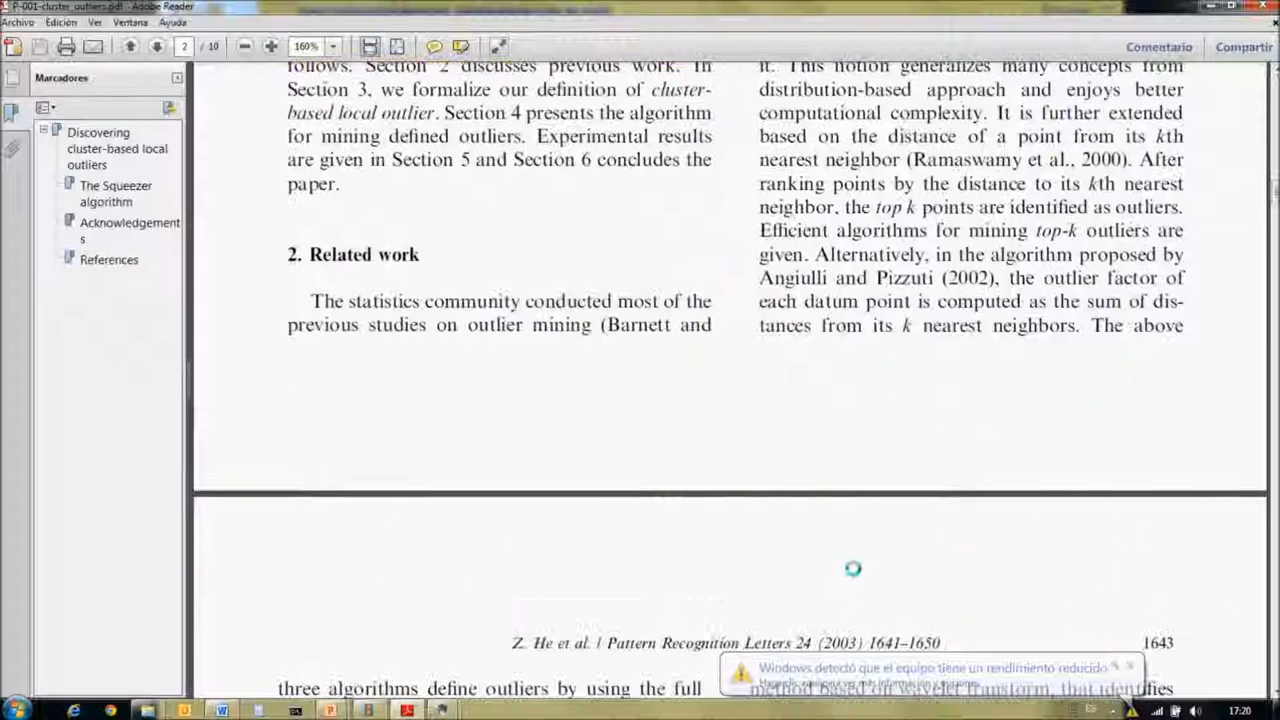 P-001-cluster_outliers.pdf - Adobe Reader
Archivo Edición Ver Ventana Ayuda
2 / 10 160% Comentario Compartir
Marcadores
Discovering
cluster-based local
outliers
The Squeezer
algorithm
Acknowledgement
s
References
follows. Section 2 discusses previous work. In
Section 3, we formalize our definition of cluster-
based local outlier. Section 4 presents the algorithm
for mining defined outliers. Experimental results
are given in Section 5 and Section 6 concludes the
paper.
2. Related work
The statistics community conducted most of the
previous studies on outlier mining (Barnett and
it. This notion generalizes many concepts from
distribution-based approach and enjoys better
computational complexity. It is further extended
based on the distance of a point from its kth
nearest neighbor (Ramaswamy et al., 2000). After
ranking points by the distance to its kth nearest
neighbor, the top k points are identified as outliers.
Efficient algorithms for mining top-k outliers are
given. Alternatively, in the algorithm proposed by
Angiulli and Pizzuti (2002), the outlier factor of
each datum point is computed as the sum of dis-
tances from its k nearest neighbors. The above
Z. He et al. / Pattern Recognition Letters 24 (2003) 1641–1650 1643
three algorithms define outliers by using the full
method based on wavelet transform, that identifies
Windows detectó que el equipo tiene un rendimiento reducido
ES 17:20